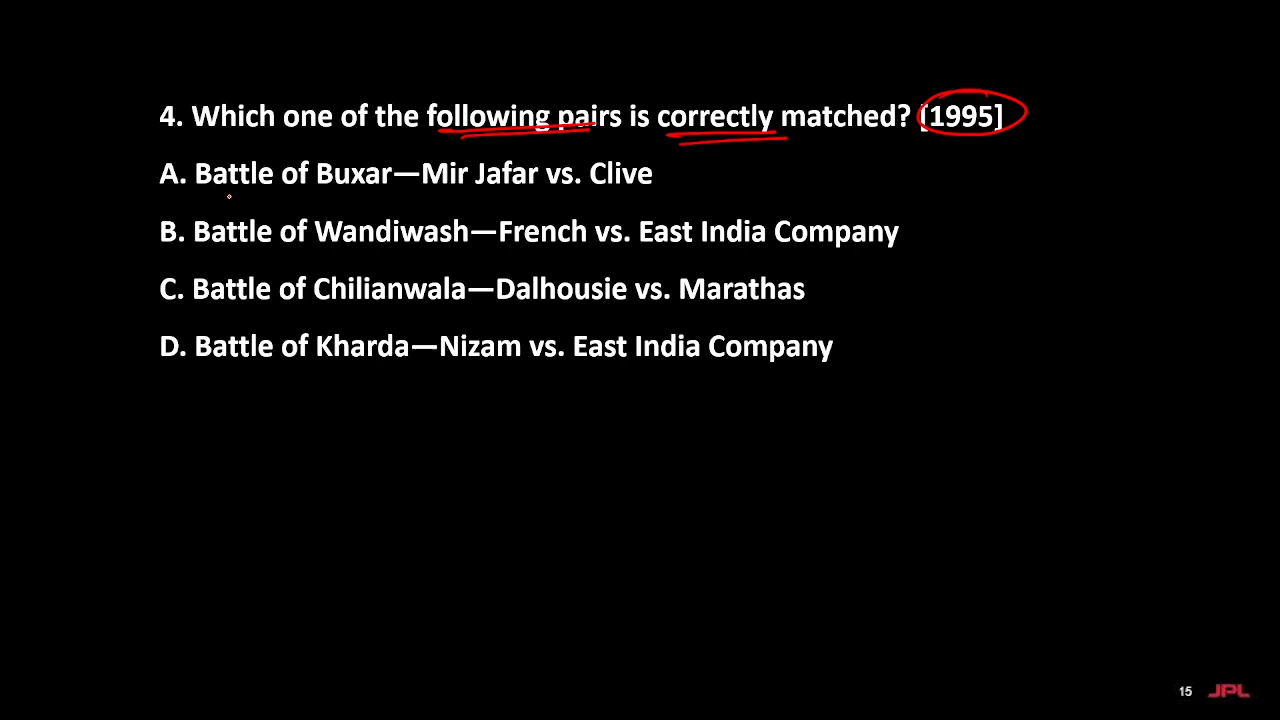 4. Which one of the following pairs is correctly matched? [1995]
A. Battle of Buxar—Mir Jafar vs. Clive
B. Battle of Wandiwash—French vs. East India Company
C. Battle of Chilianwala—Dalhousie vs. Marathas
D. Battle of Kharda—Nizam vs. East India Company
15 JPL